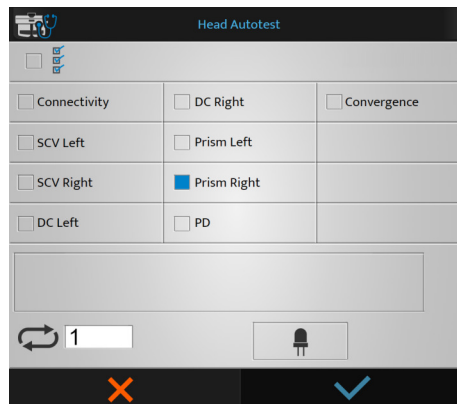 Head Autotest
Connectivity DC Right Convergence
SCV Left Prism Left
SCV Right Prism Right
DC Left PD
1